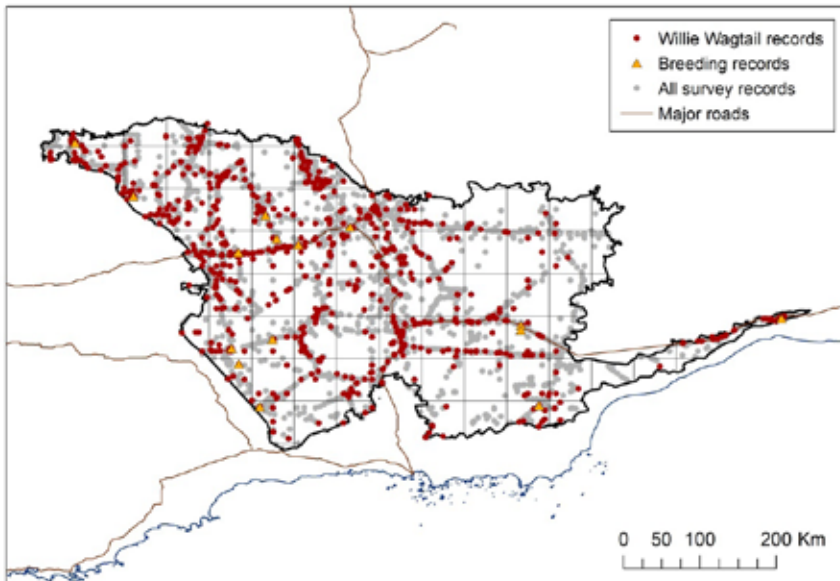 Willie Wagtail records
Breeding records
All survey records
Major roads
0 50 100 200 Km